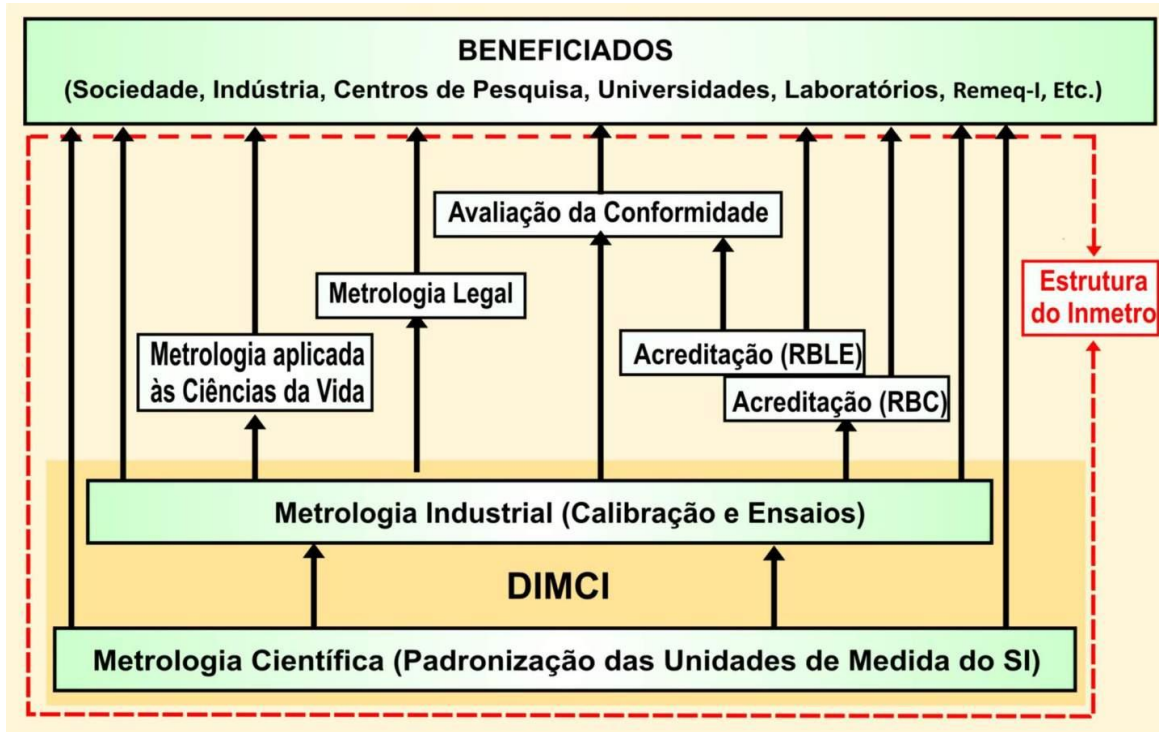 BENEFICIADOS
(Sociedade, Indústria, Centros de Pesquisa, Universidades, Laboratórios, Remeq-I, Etc.)
Avaliação da Conformidade
Metrologia Legal
Estrutura
do Inmetro
Metrologia aplicada
às Ciências da Vida
Acreditação (RBLE)
Acreditação (RBC)
Metrologia Industrial (Calibração e Ensaios)
DIMCI
Metrologia Científica (Padronização das Unidades de Medida do SI)